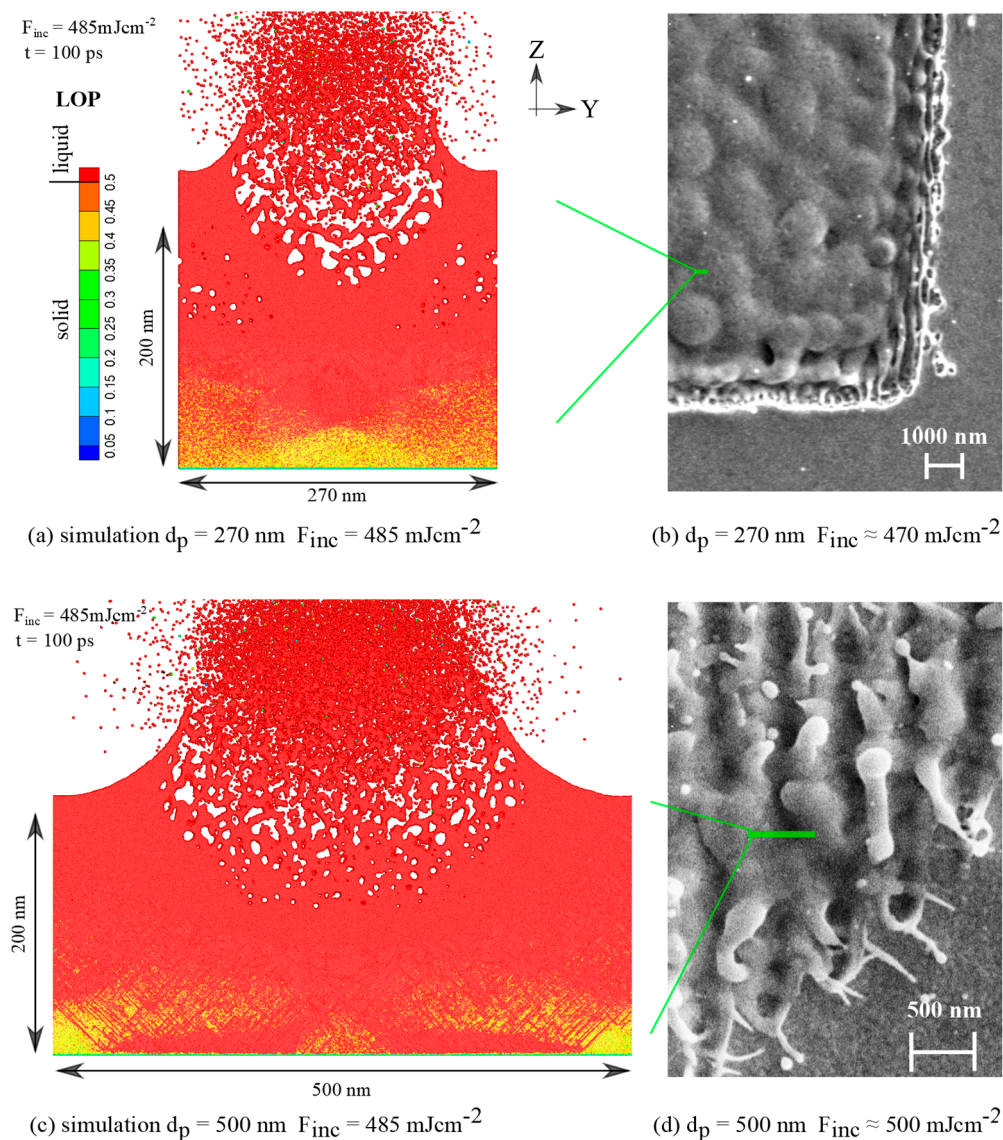 F_inc = 485mJcm⁻²
t = 100 ps
LOP
liquid
solid
0.5
0.45
0.4
0.35
0.3
0.25
0.2
0.15
0.1
0.05
200 nm
270 nm
Z
Y
1000 nm
(a) simulation d_p = 270 nm F_inc = 485 mJcm⁻²
(b) d_p = 270 nm F_inc ≈ 470 mJcm⁻²
F_inc = 485mJcm⁻²
t = 100 ps
200 nm
500 nm
500 nm
(c) simulation d_p = 500 nm F_inc = 485 mJcm⁻²
(d) d_p = 500 nm F_inc ≈ 500 mJcm⁻²